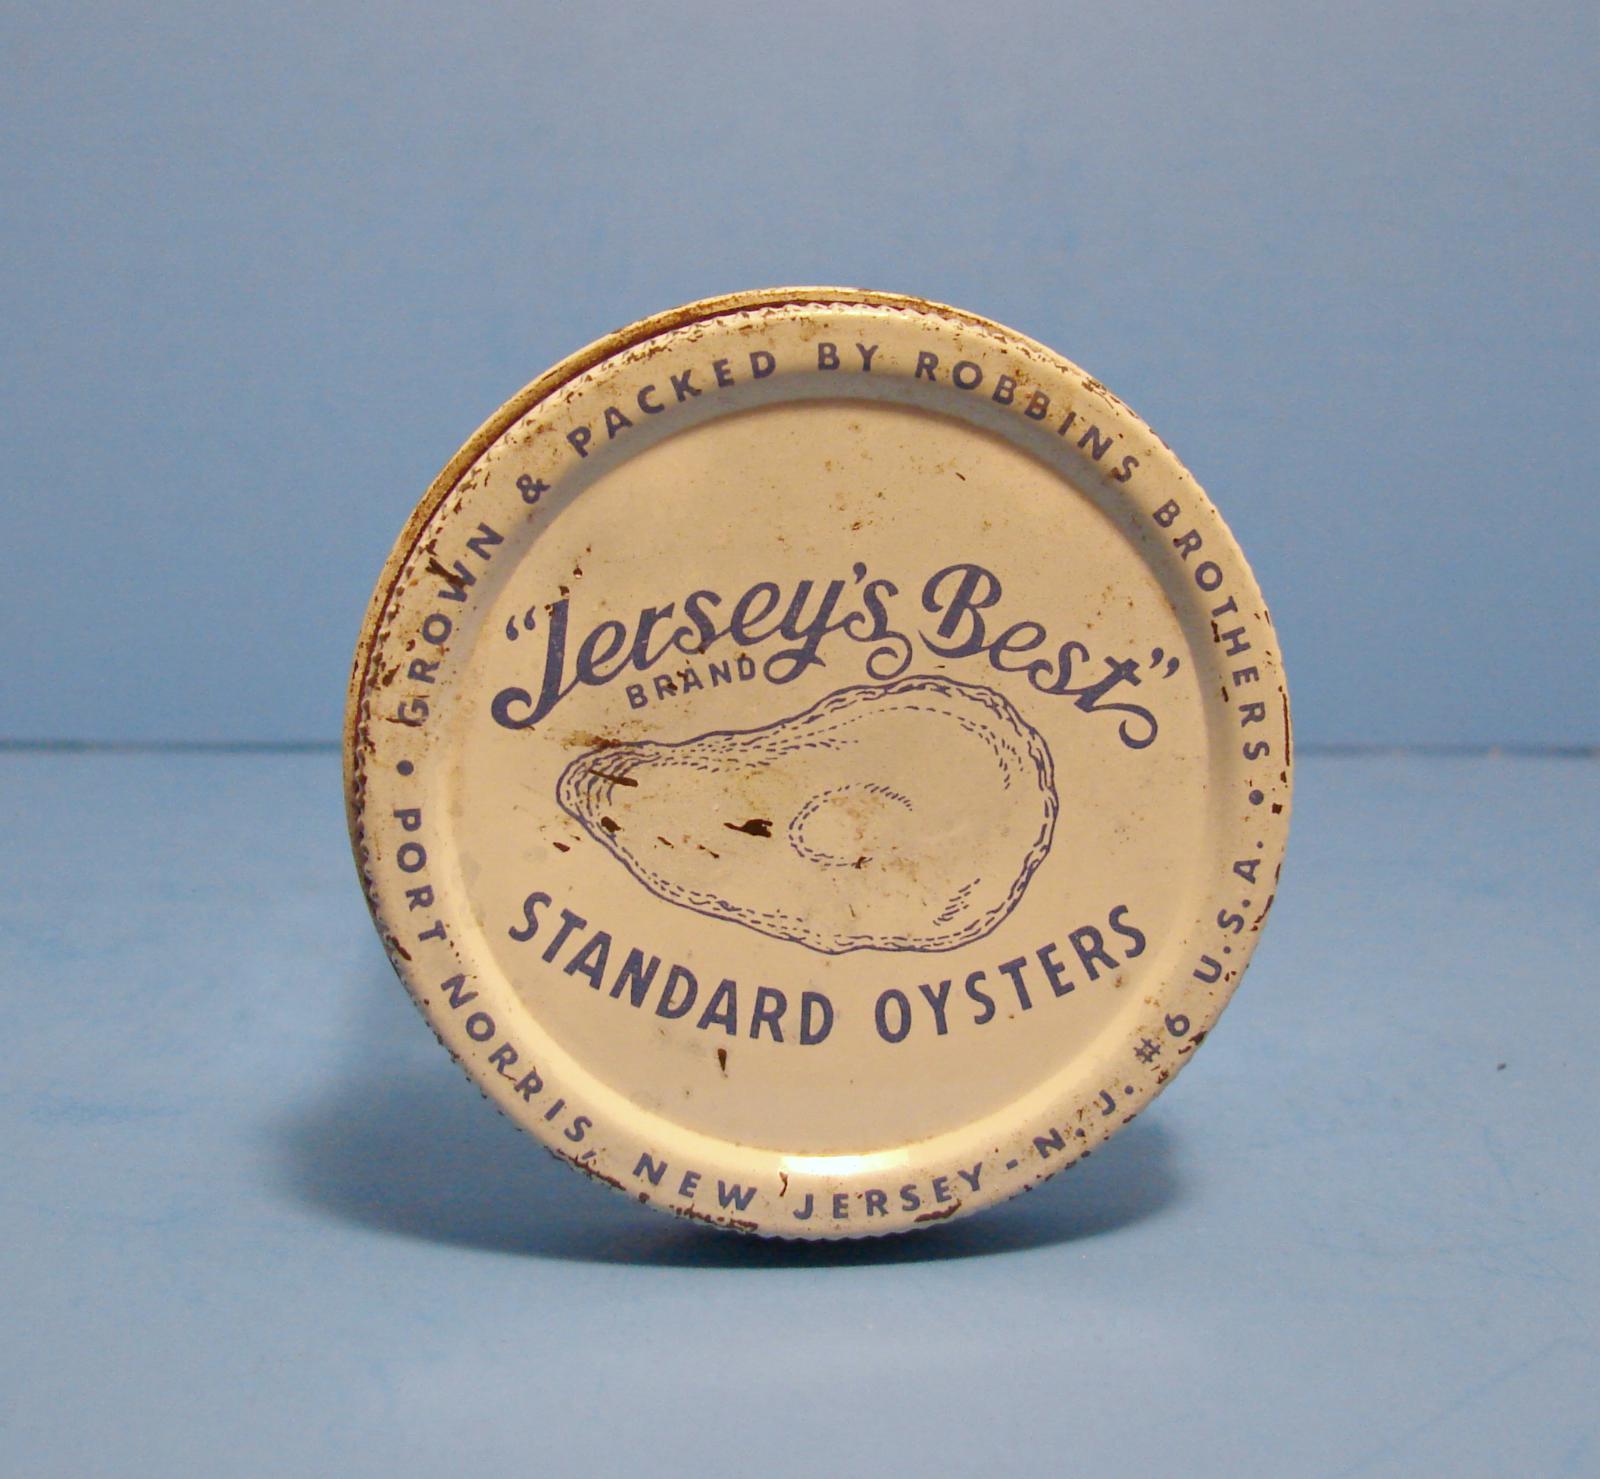 • GROWN & PACKED BY ROBBINS BROTHERS •
"Jersey's Best"
BRAND
STANDARD OYSTERS
PORT NORRIS, NEW JERSEY - N.J. #6 U.S.A.